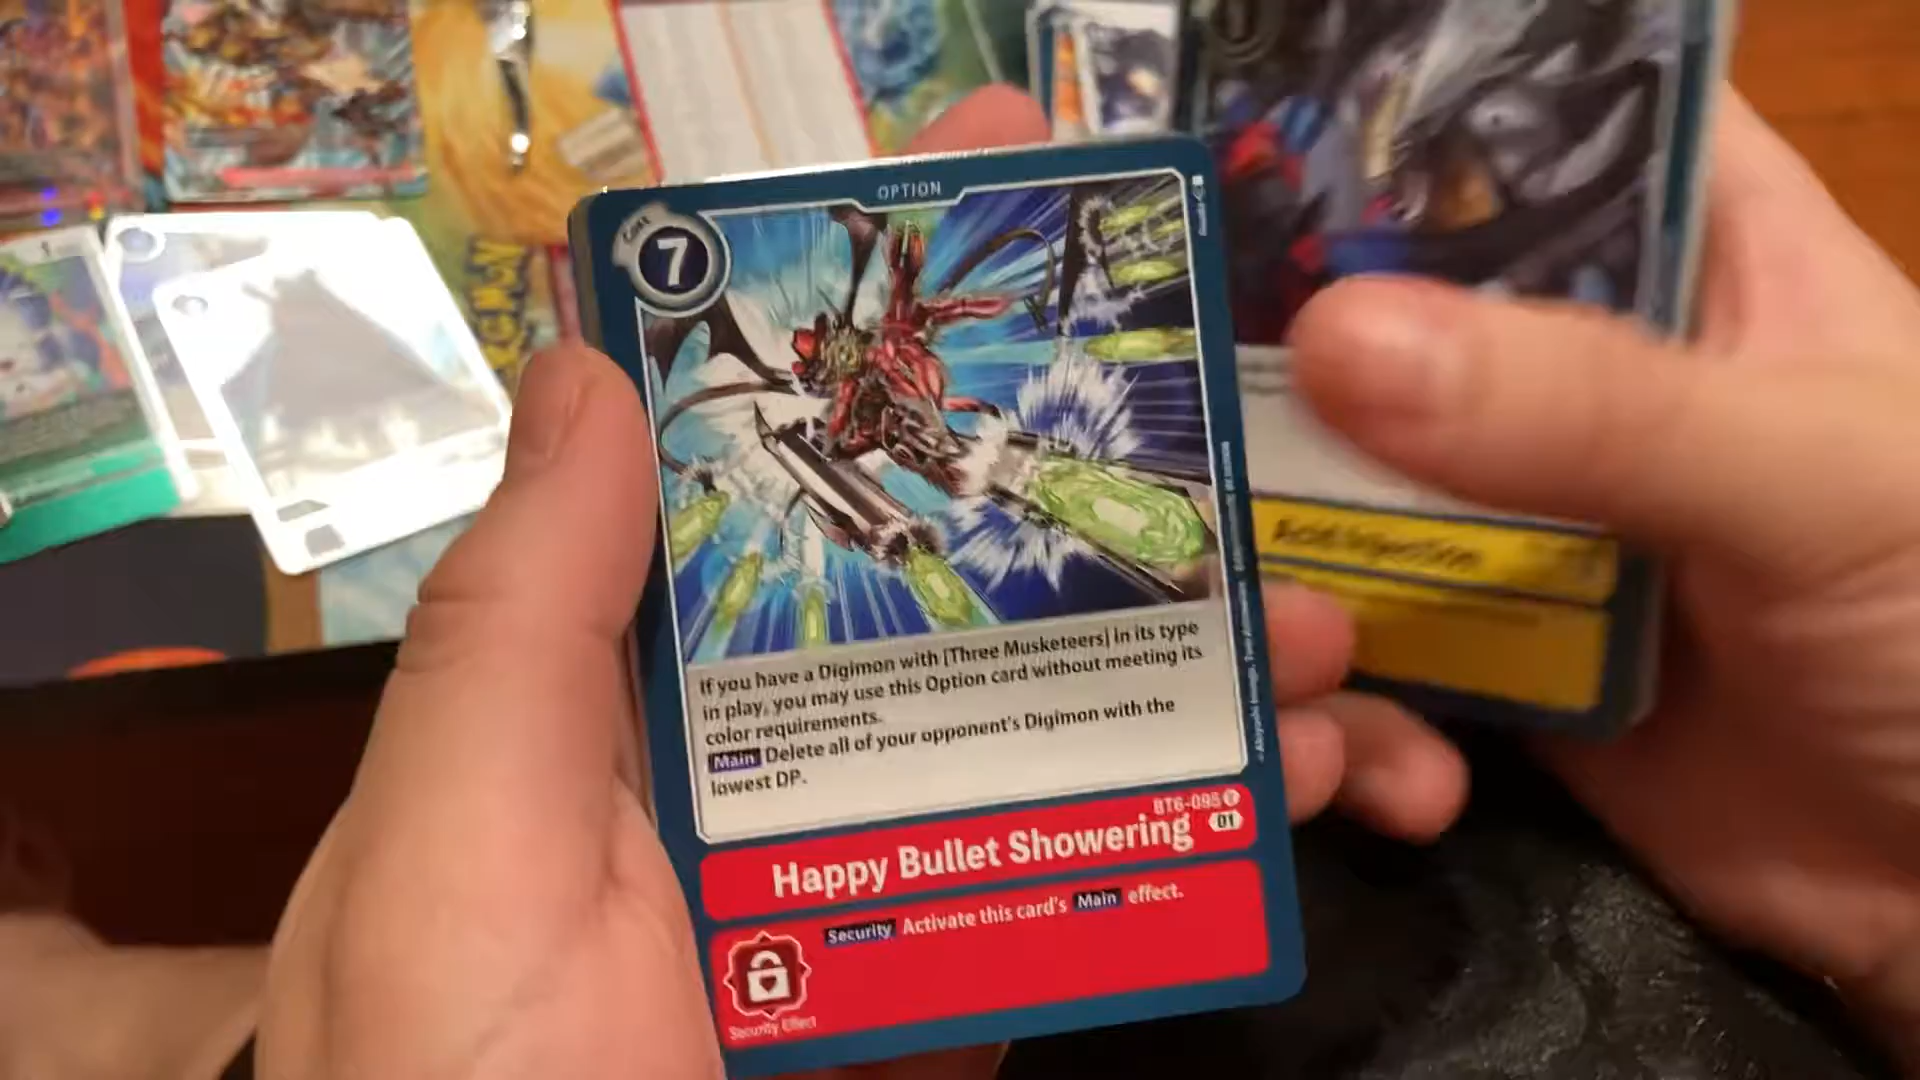 OPTION
Cost
7
If you have a Digimon with [Three Musketeers] in its type
in play, you may use this Option card without meeting its
color requirements.
Main Delete all of your opponent's Digimon with the
lowest DP.
BT6-095
01
Happy Bullet Showering
Security Activate this card's Main effect.
Security Effect